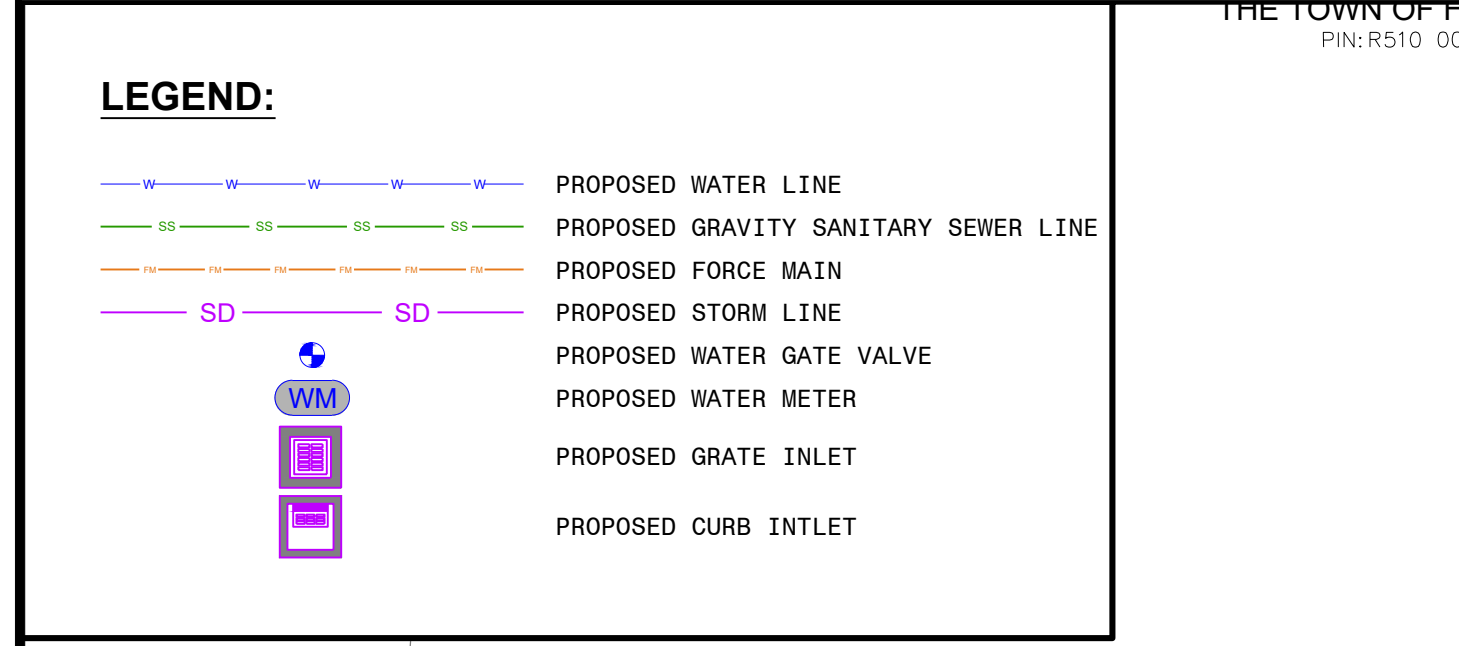 THE TOWN OF
PIN: R510 00
LEGEND:
W W W W W PROPOSED WATER LINE
SS SS SS SS PROPOSED GRAVITY SANITARY SEWER LINE
FM FM FM FM FM FM PROPOSED FORCE MAIN
SD SD PROPOSED STORM LINE
PROPOSED WATER GATE VALVE
WM PROPOSED WATER METER
PROPOSED GRATE INLET
PROPOSED CURB INTLET